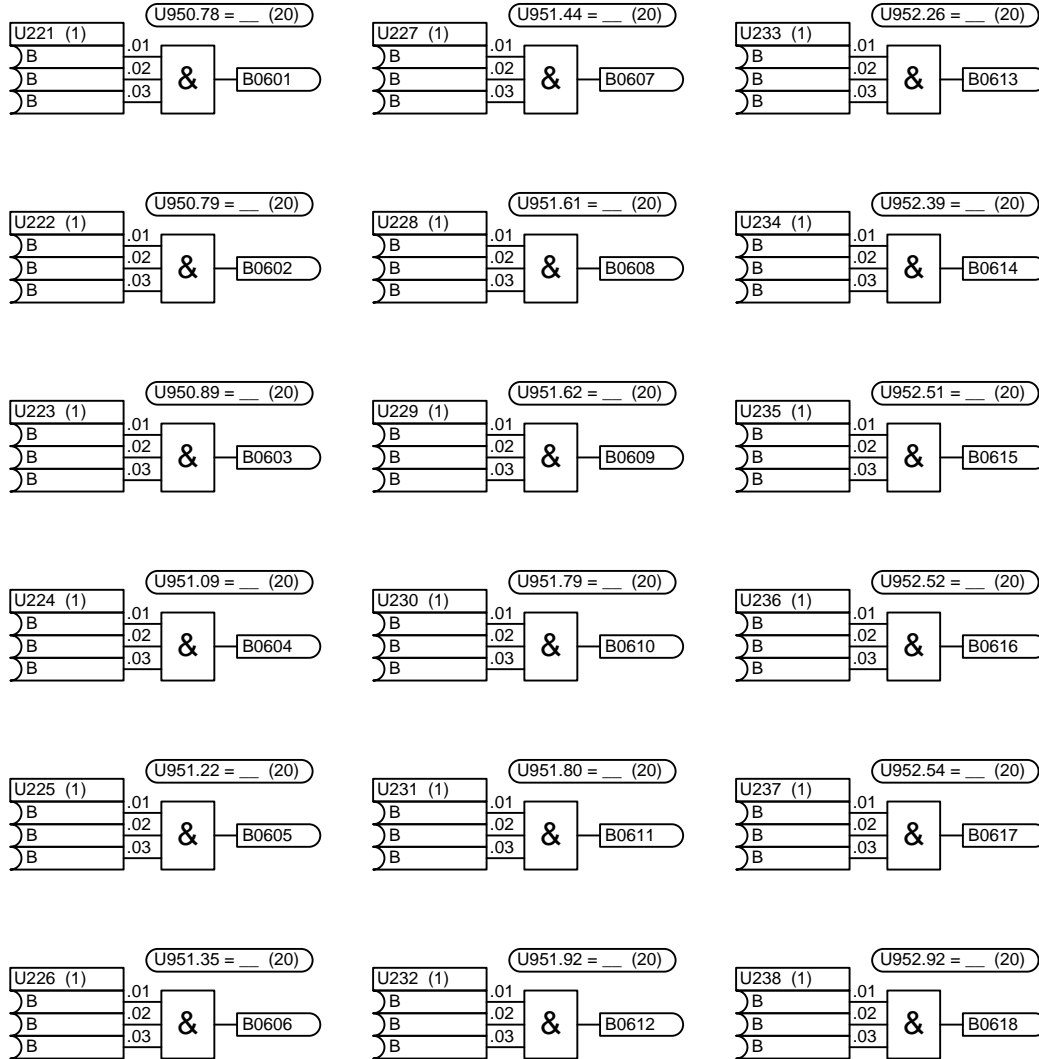 U950.78 = __ (20)
U221 (1)
B
B
B
.01
.02
.03
&
B0601
U951.44 = __ (20)
U227 (1)
B
B
B
.01
.02
.03
&
B0607
U952.26 = __ (20)
U233 (1)
B
B
B
.01
.02
.03
&
B0613
U950.79 = __ (20)
U222 (1)
B
B
B
.01
.02
.03
&
B0602
U951.61 = __ (20)
U228 (1)
B
B
B
.01
.02
.03
&
B0608
U952.39 = __ (20)
U234 (1)
B
B
B
.01
.02
.03
&
B0614
U950.89 = __ (20)
U223 (1)
B
B
B
.01
.02
.03
&
B0603
U951.62 = __ (20)
U229 (1)
B
B
B
.01
.02
.03
&
B0609
U952.51 = __ (20)
U235 (1)
B
B
B
.01
.02
.03
&
B0615
U951.09 = __ (20)
U224 (1)
B
B
B
.01
.02
.03
&
B0604
U951.79 = __ (20)
U230 (1)
B
B
B
.01
.02
.03
&
B0610
U952.52 = __ (20)
U236 (1)
B
B
B
.01
.02
.03
&
B0616
U951.22 = __ (20)
U225 (1)
B
B
B
.01
.02
.03
&
B0605
U951.80 = __ (20)
U231 (1)
B
B
B
.01
.02
.03
&
B0611
U952.54 = __ (20)
U237 (1)
B
B
B
.01
.02
.03
&
B0617
U951.35 = __ (20)
U226 (1)
B
B
B
.01
.02
.03
&
B0606
U951.92 = __ (20)
U232 (1)
B
B
B
.01
.02
.03
&
B0612
U952.92 = __ (20)
U238 (1)
B
B
B
.01
.02
.03
&
B0618